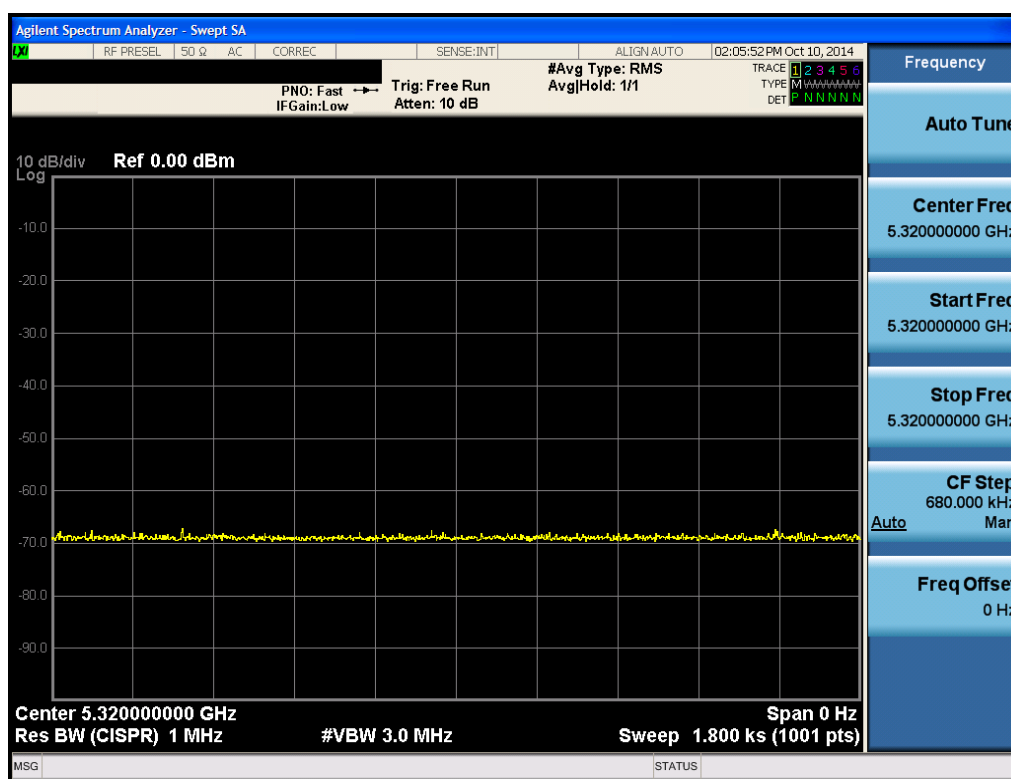 Agilent Spectrum Analyzer - Swept SA
LXI RF PRESEL 50 Ω AC CORREC SENSE:INT ALIGN AUTO 02:05:52 PM Oct 10, 2014
PNO: Fast
IFGain:Low
Trig: Free Run
Atten: 10 dB
#Avg Type: RMS
Avg|Hold: 1/1
TRACE 1 2 3 4 5 6
TYPE M
DET P N N N N N
10 dB/div Ref 0.00 dBm
Log
-10.0
-20.0
-30.0
-40.0
-50.0
-60.0
-70.0
-80.0
-90.0
Center 5.320000000 GHz Span 0 Hz
Res BW (CISPR) 1 MHz #VBW 3.0 MHz Sweep 1.800 ks (1001 pts)
MSG STATUS
Frequency
Auto Tune
Center Freq
5.320000000 GHz
Start Freq
5.320000000 GHz
Stop Freq
5.320000000 GHz
CF Step
680.000 kHz
Auto Man
Freq Offset
0 Hz